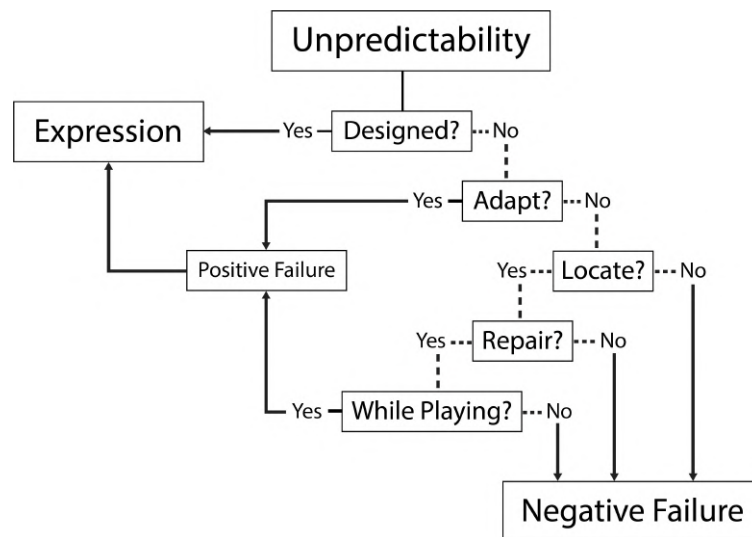 Unpredictability
Expression
Yes
Designed?
No
Yes
Adapt?
No
Positive Failure
Yes
Locate?
No
Yes
Repair?
No
Yes
While Playing?
No
Negative Failure